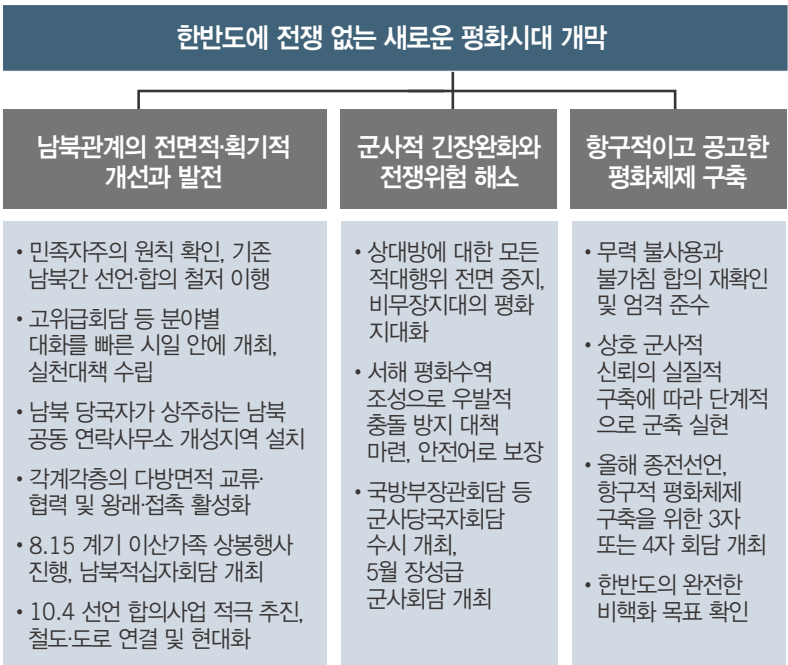 한반도에 전쟁 없는 새로운 평화시대 개막
남북관계의 전면적·획기적
개선과 발전
• 민족자주의 원칙 확인, 기존
남북간 선언·합의 철저 이행
• 고위급회담 등 분야별
대화를 빠른 시일 안에 개최,
실천대책 수립
• 남북 당국자가 상주하는 남북
공동 연락사무소 개성지역 설치
• 각계각층의 다방면적 교류·
협력 및 왕래·접촉 활성화
• 8.15 계기 이산가족 상봉행사
진행, 남북적십자회담 개최
• 10.4 선언 합의사업 적극 추진,
철도·도로 연결 및 현대화
군사적 긴장완화와
전쟁위험 해소
• 상대방에 대한 모든
적대행위 전면 중지,
비무장지대의 평화
지대화
• 서해 평화수역
조성으로 우발적
충돌 방지 대책
마련, 안전어로 보장
• 국방부장관회담 등
군사당국자회담
수시 개최,
5월 장성급
군사회담 개최
항구적이고 공고한
평화체제 구축
• 무력 불사용과
불가침 합의 재확인
및 엄격 준수
• 상호 군사적
신뢰의 실질적
구축에 따라 단계적
으로 군축 실현
• 올해 종전선언,
항구적 평화체제
구축을 위한 3자
또는 4자 회담 개최
• 한반도의 완전한
비핵화 목표 확인